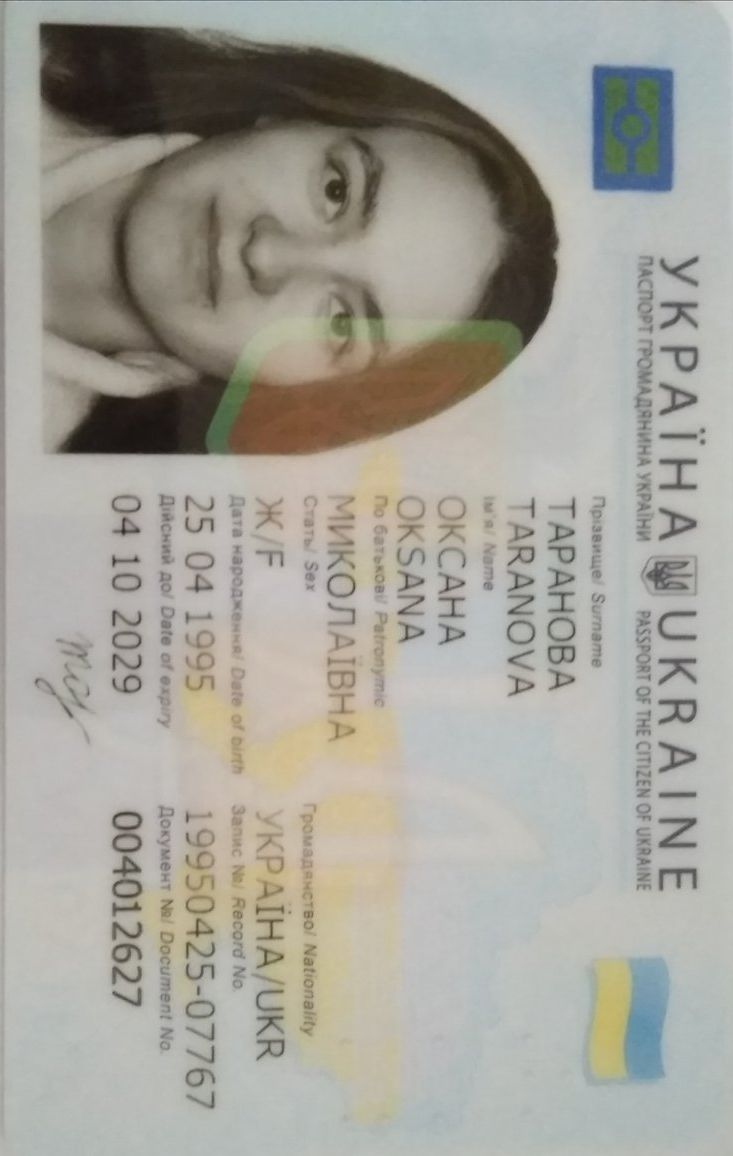 УКРАЇНА UKRAINE
ПАСПОРТ ГРОМАДЯНИНА УКРАЇНИ PASSPORT OF THE CITIZEN OF UKRAINE
Прізвище/ Surname
ТАРАНОВА
TARANOVA
Ім'я/ Name
ОКСАНА
OKSANA
По батькові/ Patronymic
МИКОЛАЇВНА
Стать/ Sex Громадянство/ Nationality
Ж/F УКРАЇНА/UKR
Дата народження/ Date of birth Запис №/ Record No.
25 04 1995 19950425-07767
Дійсний до/ Date of expiry Документ №/ Document No.
04 10 2029 004012627